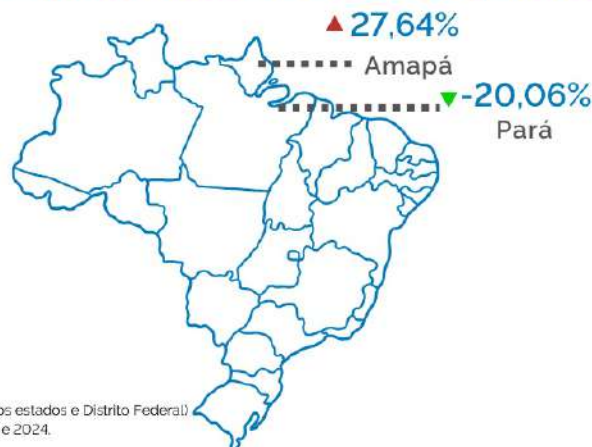 ▲ 27,64%
Amapá
▼ -20,06%
Pará
os estados e Distrito Federal)
e 2024.